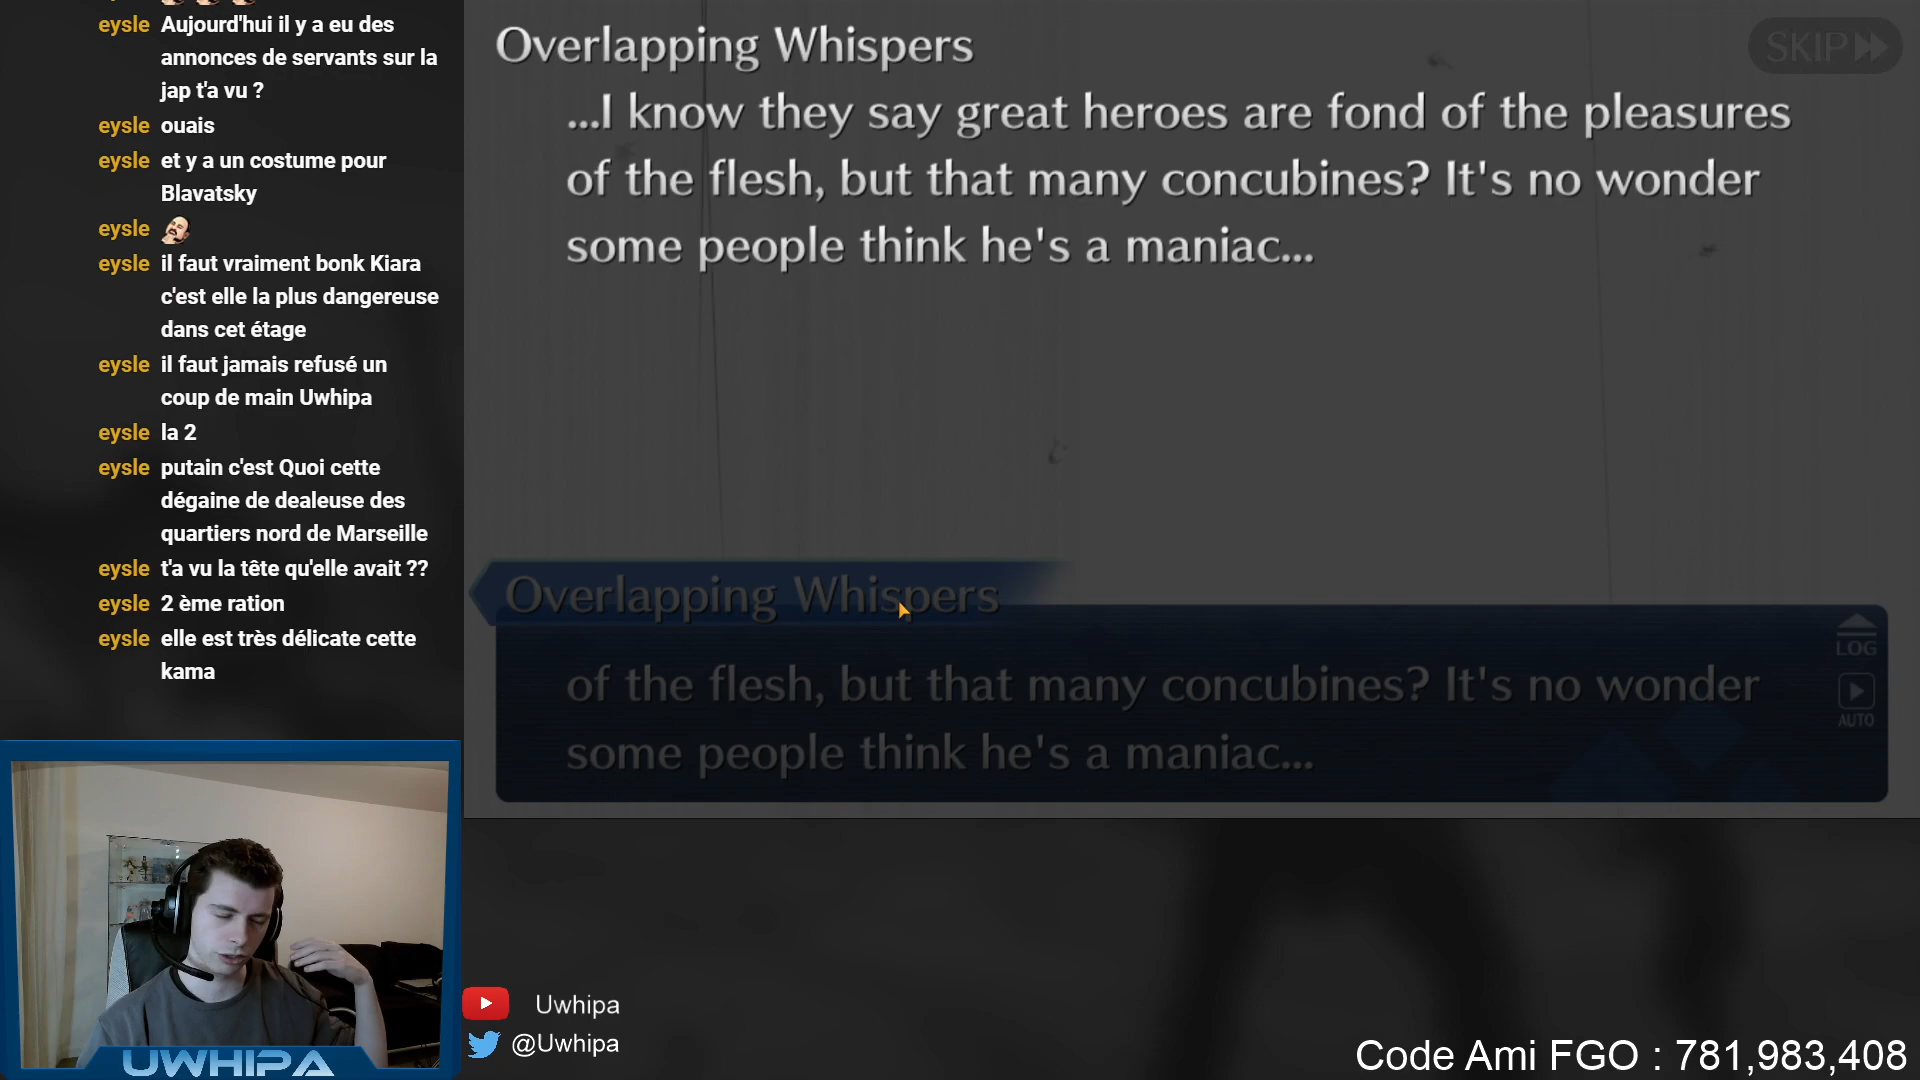 eysle Aujourd'hui il y a eu des
annonces de servants sur la
jap t'a vu ?
eysle ouais
eysle et y a un costume pour
Blavatsky
eysle
eysle il faut vraiment bonk Kiara
c'est elle la plus dangereuse
dans cet étage
eysle il faut jamais refusé un
coup de main Uwhipa
eysle la 2
eysle putain c'est Quoi cette
dégaine de dealeuse des
quartiers nord de Marseille
eysle t'a vu la tête qu'elle avait ??
eysle 2 ème ration
eysle elle est très délicate cette
kama
Overlapping Whispers
SKIP
...I know they say great heroes are fond of the pleasures
of the flesh, but that many concubines? It's no wonder
some people think he's a maniac...
Overlapping Whispers
of the flesh, but that many concubines? It's no wonder
some people think he's a maniac...
LOG
AUTO
UWHIPA
Uwhipa
@Uwhipa
Code Ami FGO : 781,983,408